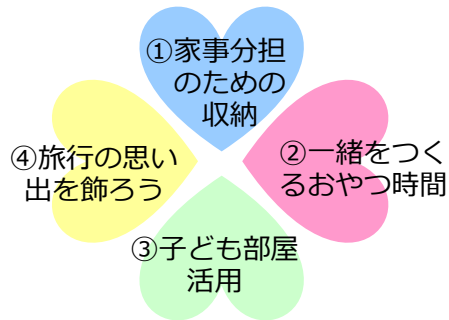 ①家事分担
のための
収納
②一緒をつく
るおやつ時間
③子ども部屋
活用
④旅行の思い
出を飾ろう